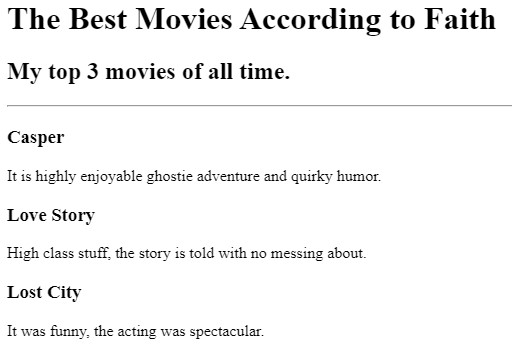 The Best Movies According to Faith
My top 3 movies of all time.
Casper
It is highly enjoyable ghostie adventure and quirky humor.
Love Story
High class stuff, the story is told with no messing about.
Lost City
It was funny, the acting was spectacular.